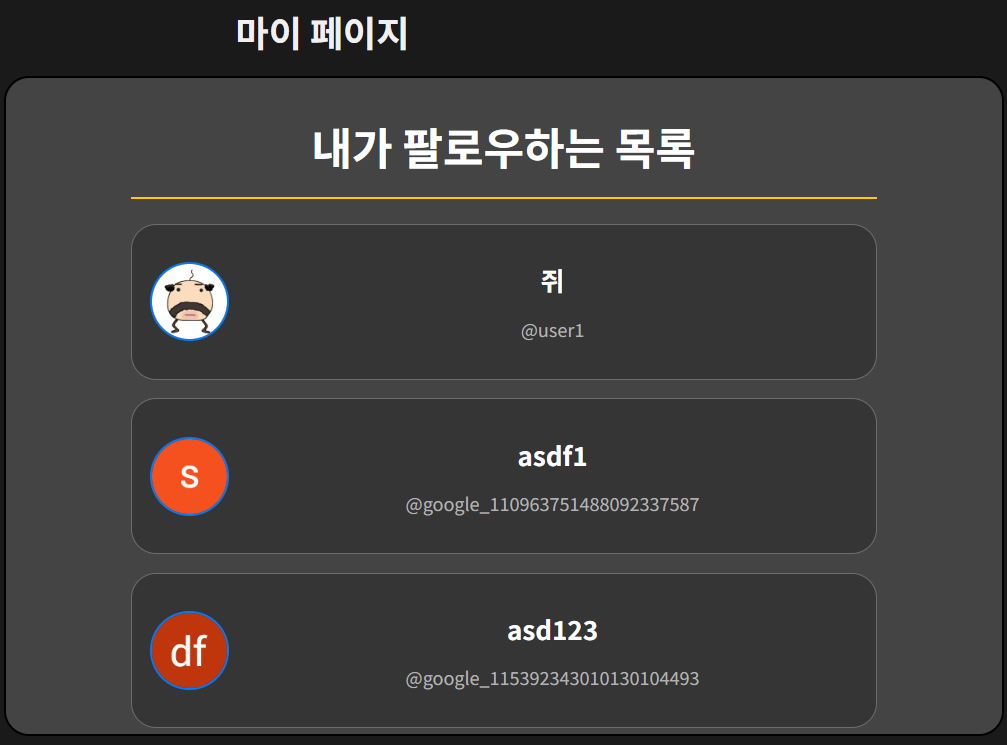 마이 페이지
내가 팔로우하는 목록
쥐
@user1
s
asdf1
@google_110963751488092337587
df
asd123
@google_115392343010130104493